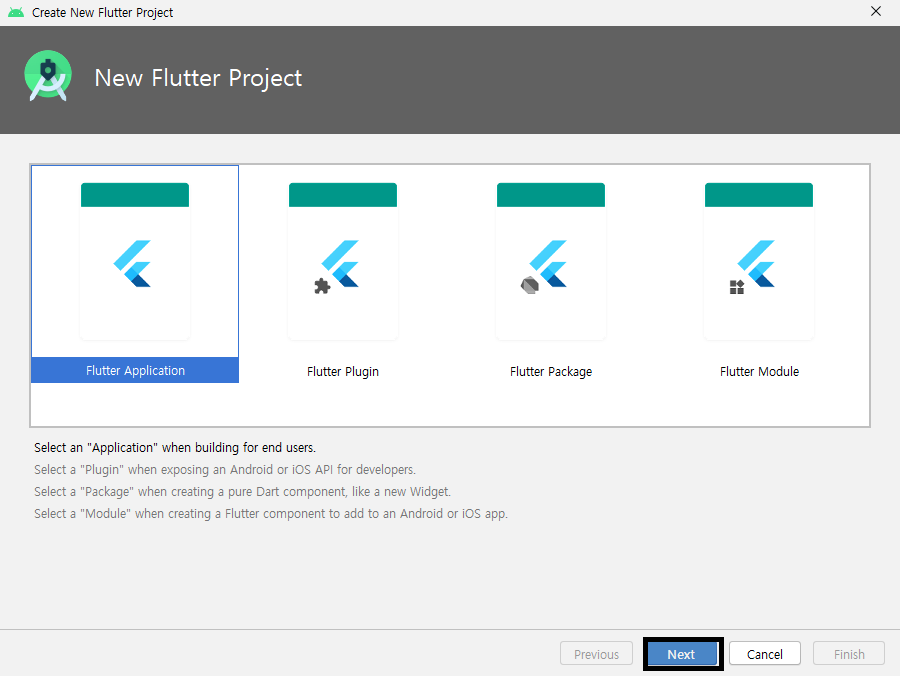 Create New Flutter Project
New Flutter Project
Flutter Application
Flutter Plugin
Flutter Package
Flutter Module
Select an "Application" when building for end users.
Select a "Plugin" when exposing an Android or iOS API for developers.
Select a "Package" when creating a pure Dart component, like a new Widget.
Select a "Module" when creating a Flutter component to add to an Android or iOS app.
Previous
Next
Cancel
Finish